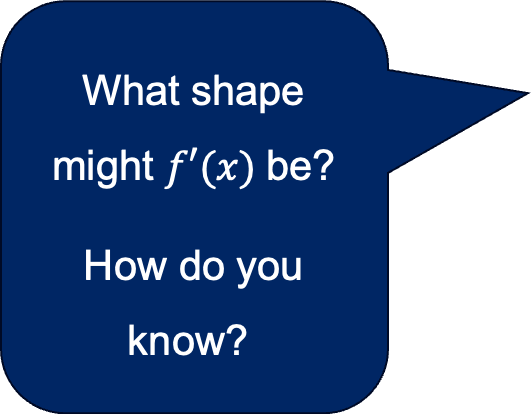 What shape
might 𝑓′(𝑥) be?
How do you
know?